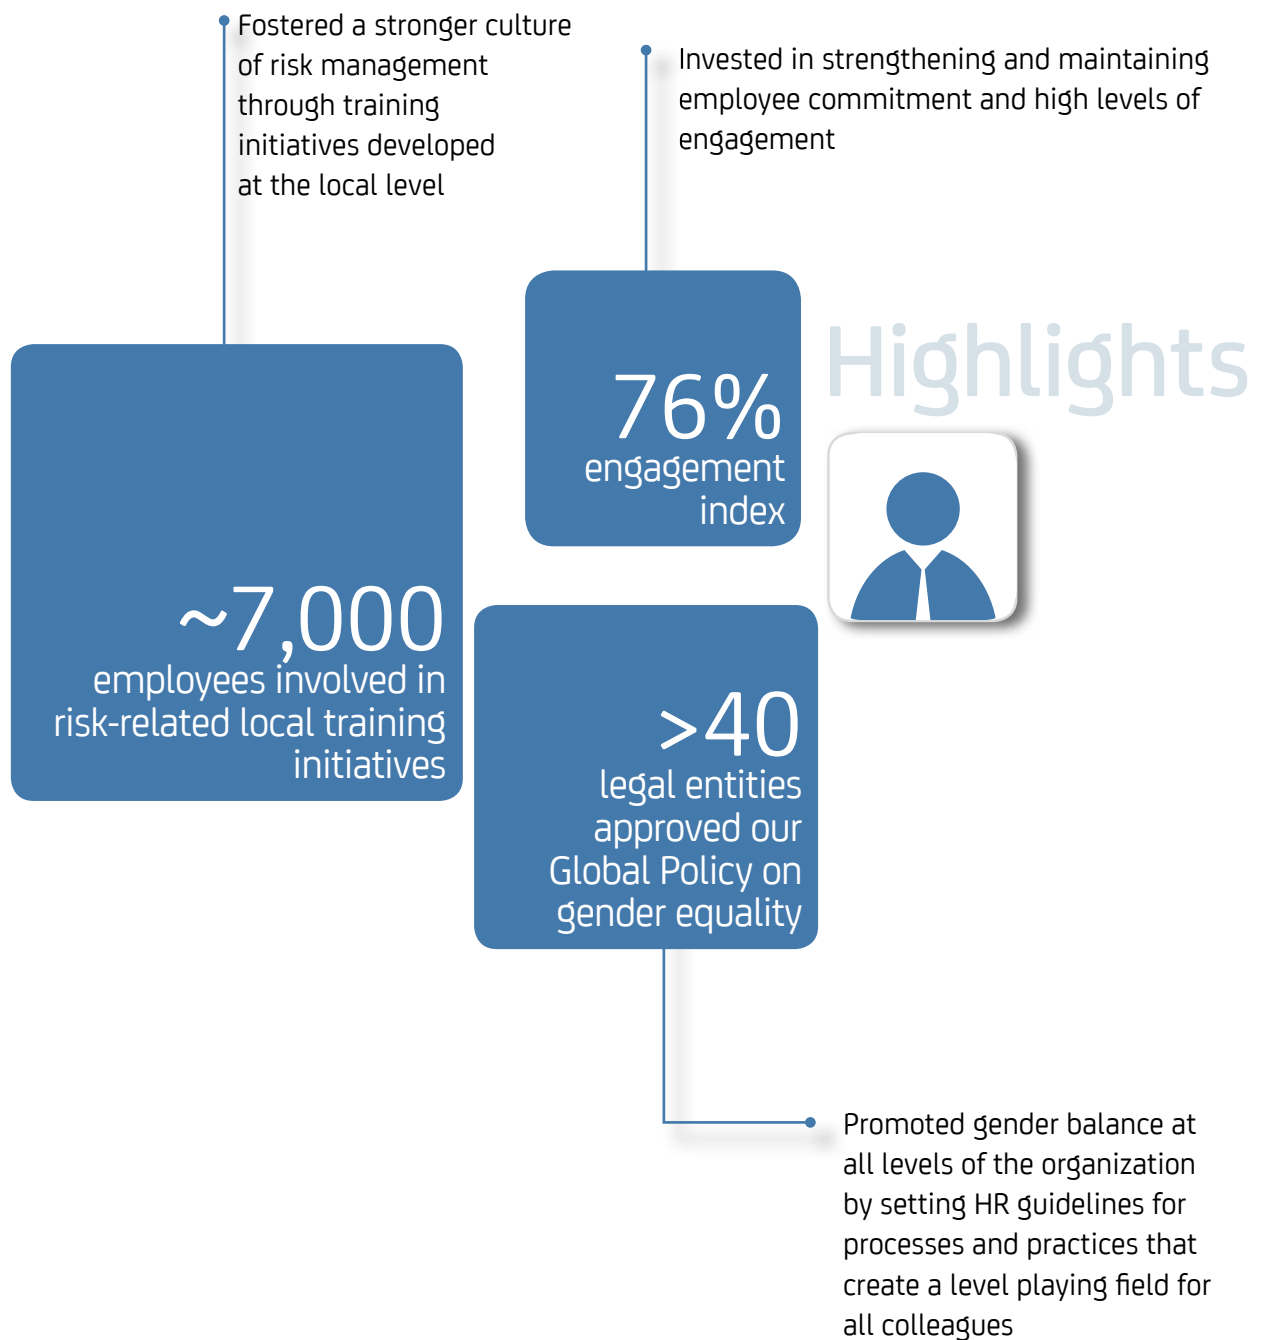 Fostered a stronger culture
of risk management
through training
initiatives developed
at the local level
Invested in strengthening and maintaining
employee commitment and high levels of
engagement
Highlights
76%
engagement
index
~7,000
employees involved in
risk-related local training
initiatives
>40
legal entities
approved our
Global Policy on
gender equality
Promoted gender balance at
all levels of the organization
by setting HR guidelines for
processes and practices that
create a level playing field for
all colleagues